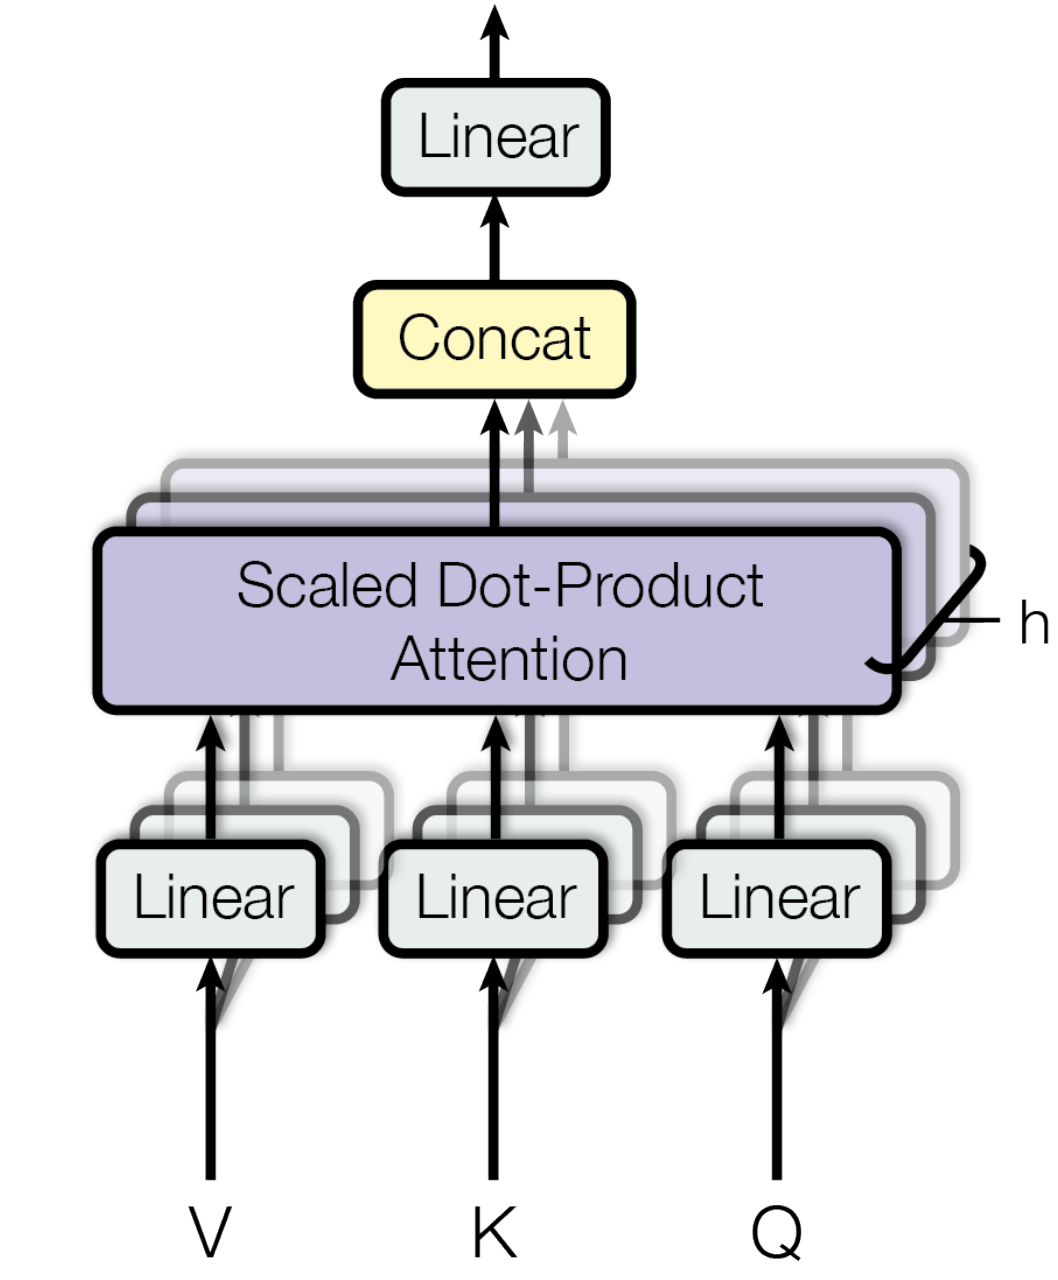 Linear
Concat
Scaled Dot-Product
Attention
h
Linear
Linear
Linear
V
K
Q